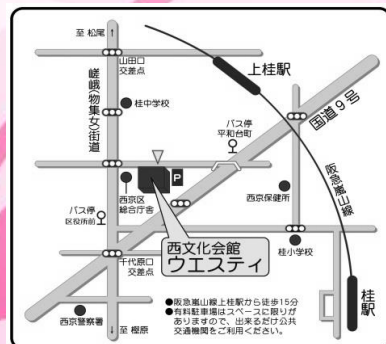 至 松尾
↑
山田口
交差点
嵯峨(物集女)街道
桂中学校
上桂駅
バス停
平和台町
国道9号
阪急嵐山線
P
西京区
総合庁舎
バス停
区役所前
西京保健所
西文化会館
ウエスティ
千代原口
交差点
桂小学校
桂駅
西京警察署
↓
至 樫原
●阪急嵐山線上桂駅から徒歩15分
●有料駐車場はスペースに限りが
ありますので、出来るだけ公共
交通機関をご利用ください。